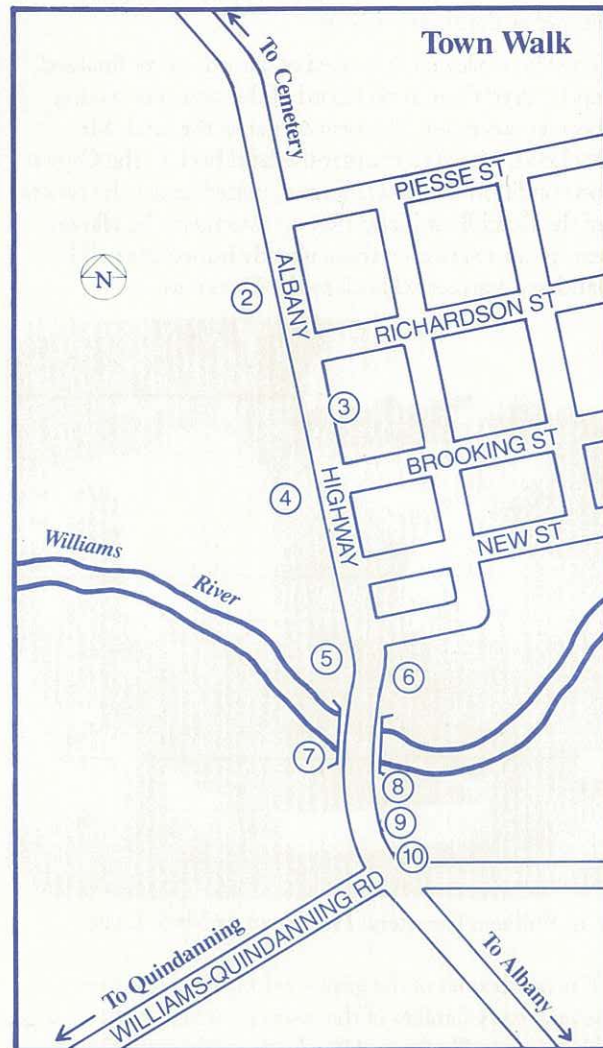 Town Walk
To Cemetery
PIESSE ST
N
ALBANY
2
RICHARDSON ST
3
BROOKING ST
4
HIGHWAY
NEW ST
Williams
River
5
6
7
8
9
10
To Quindanning
WILLIAMS-QUINDANNING RD
To Albany